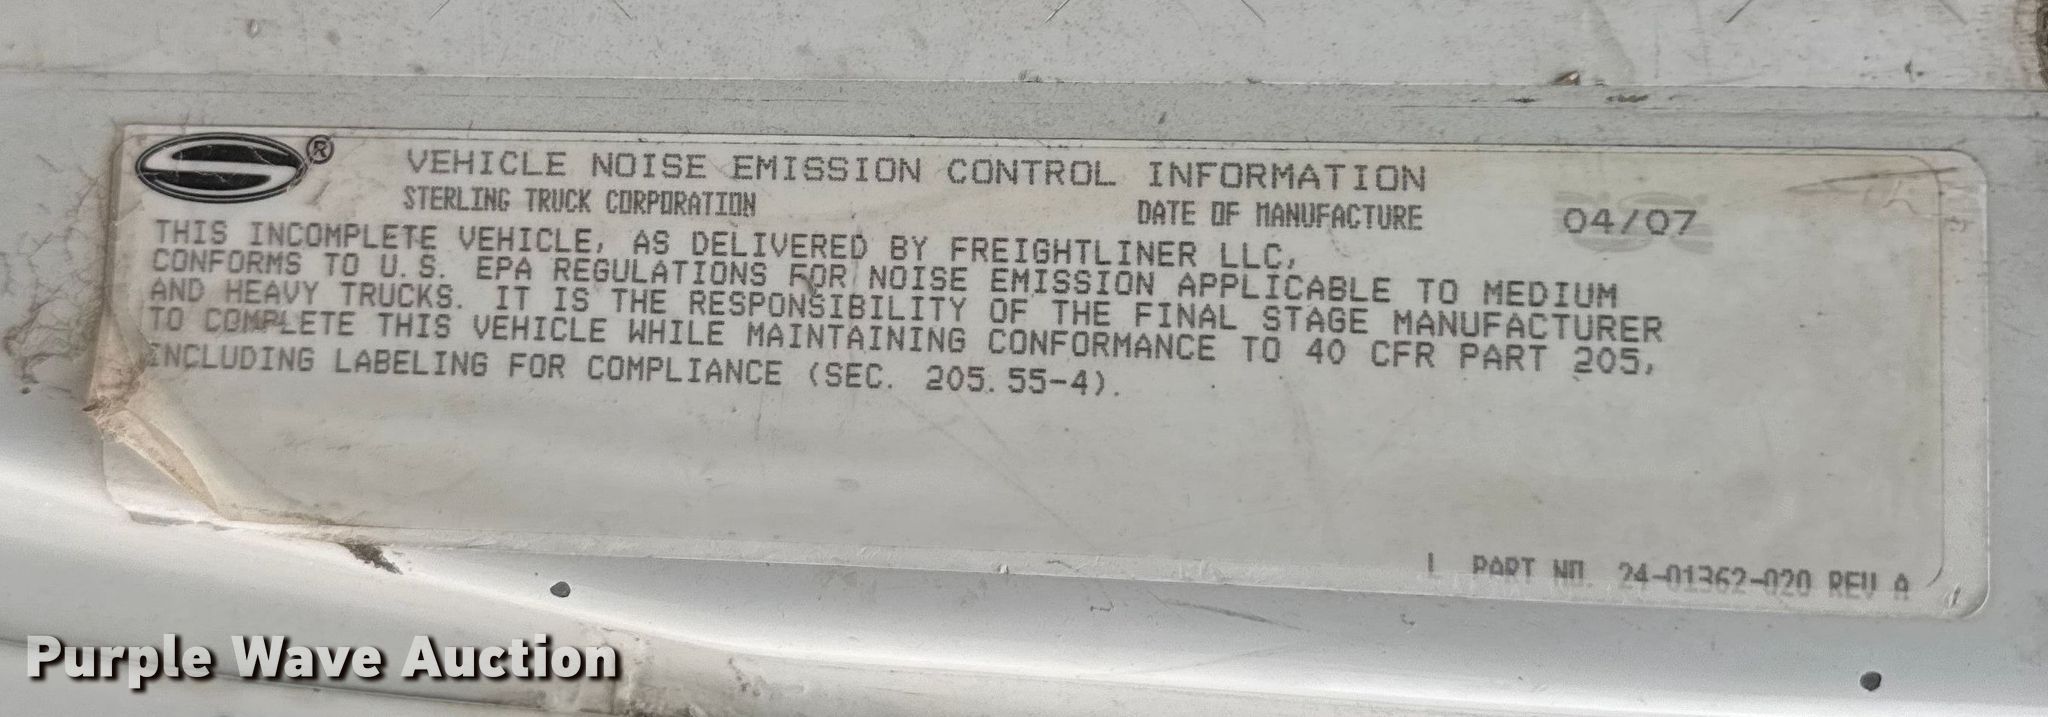 ® VEHICLE NOISE EMISSION CONTROL INFORMATION
STERLING TRUCK CORPORATION DATE OF MANUFACTURE 04/07
THIS INCOMPLETE VEHICLE, AS DELIVERED BY FREIGHTLINER LLC,
CONFORMS TO U.S. EPA REGULATIONS FOR NOISE EMISSION APPLICABLE TO MEDIUM
AND HEAVY TRUCKS. IT IS THE RESPONSIBILITY OF THE FINAL STAGE MANUFACTURER
TO COMPLETE THIS VEHICLE WHILE MAINTAINING CONFORMANCE TO 40 CFR PART 205,
INCLUDING LABELING FOR COMPLIANCE (SEC. 205.55-4).
L PART NO. 24-01362-020 REV A
Purple Wave Auction